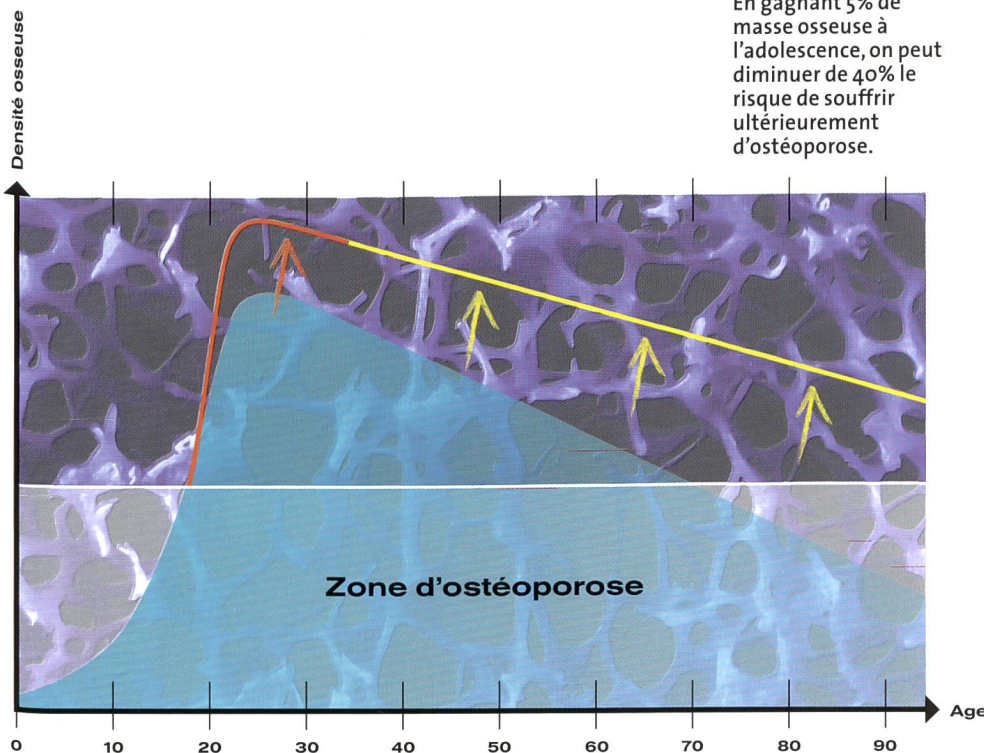 En gagnant 5% de
masse osseuse à
l'adolescence, on peut
diminuer de 40% le
risque de souffrir
ultérieurement
d'ostéoporose.
Densité osseuse
Zone d'ostéoporose
Age
0 10 20 30 40 50 60 70 80 90